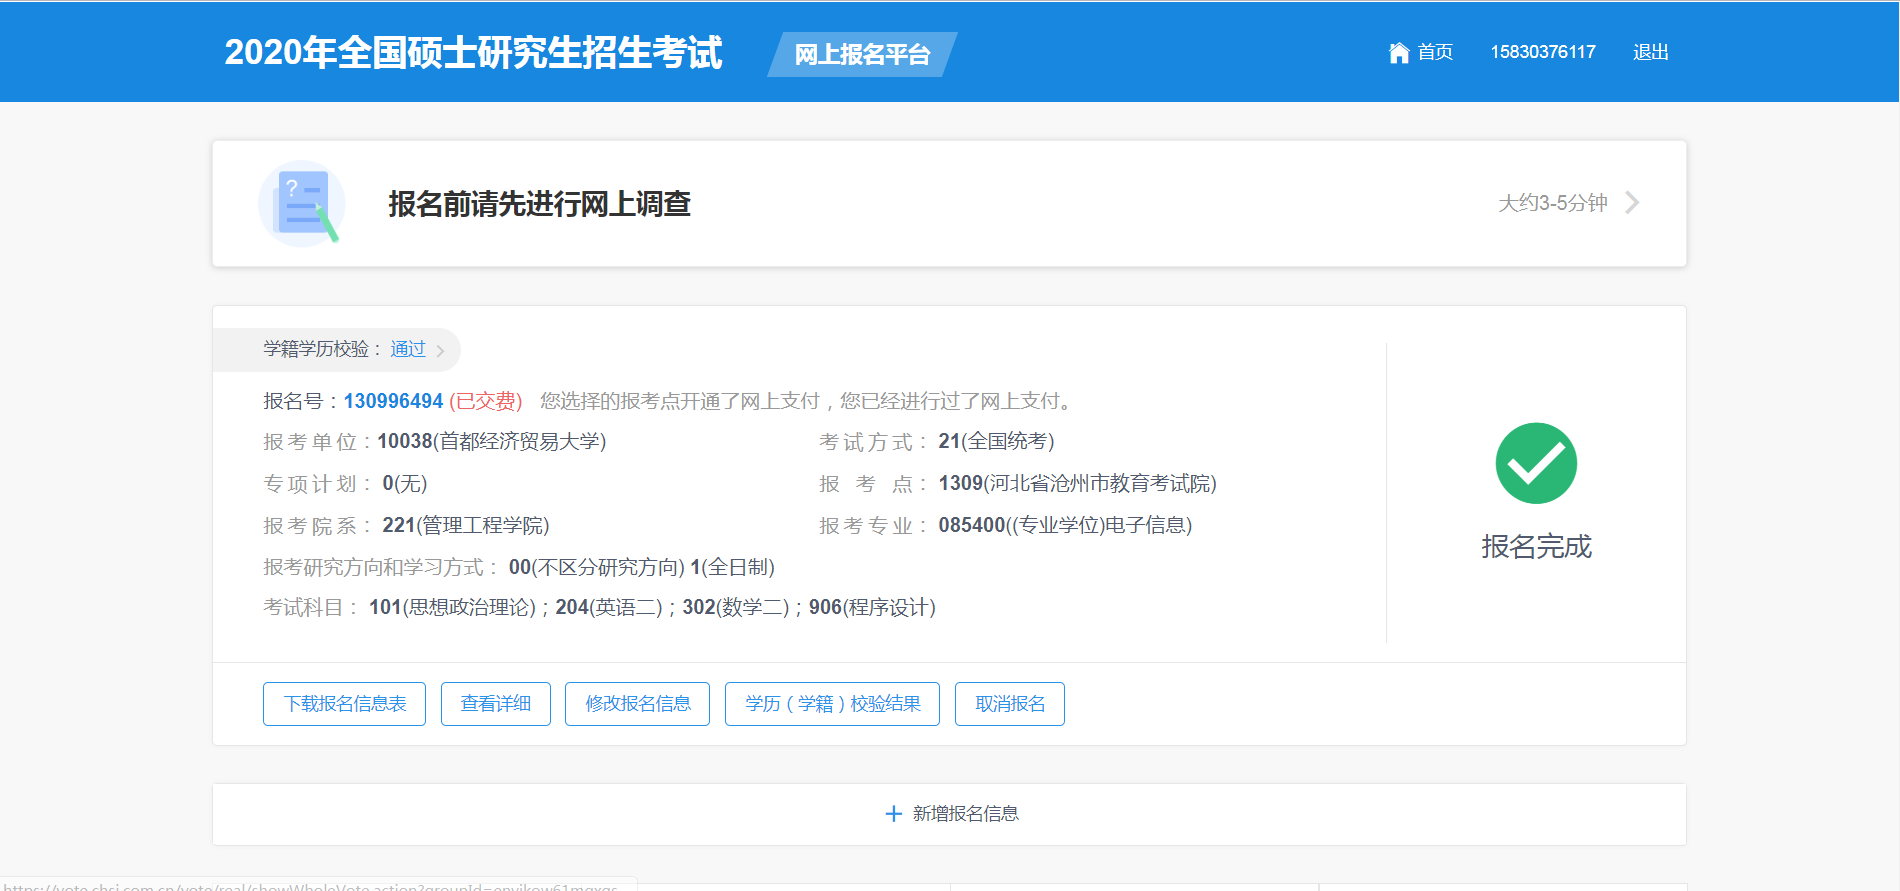 2020年全国硕士研究生招生考试 网上报名平台 首页 15830376117 退出
?
报名前请先进行网上调查 大约3-5分钟
学籍学历校验： 通过
报名号：130996494 (已交费) 您选择的报考点开通了网上支付，您已经进行过了网上支付。
报考单位：10038(首都经济贸易大学) 考试方式：21(全国统考)
专项计划：0(无) 报 考 点：1309(河北省沧州市教育考试院)
报考院系：221(管理工程学院) 报考专业：085400((专业学位)电子信息)
报考研究方向和学习方式：00(不区分研究方向) 1(全日制)
考试科目：101(思想政治理论)；204(英语二)；302(数学二)；906(程序设计)
报名完成
下载报名信息表 查看详细 修改报名信息 学历（学籍）校验结果 取消报名
+ 新增报名信息